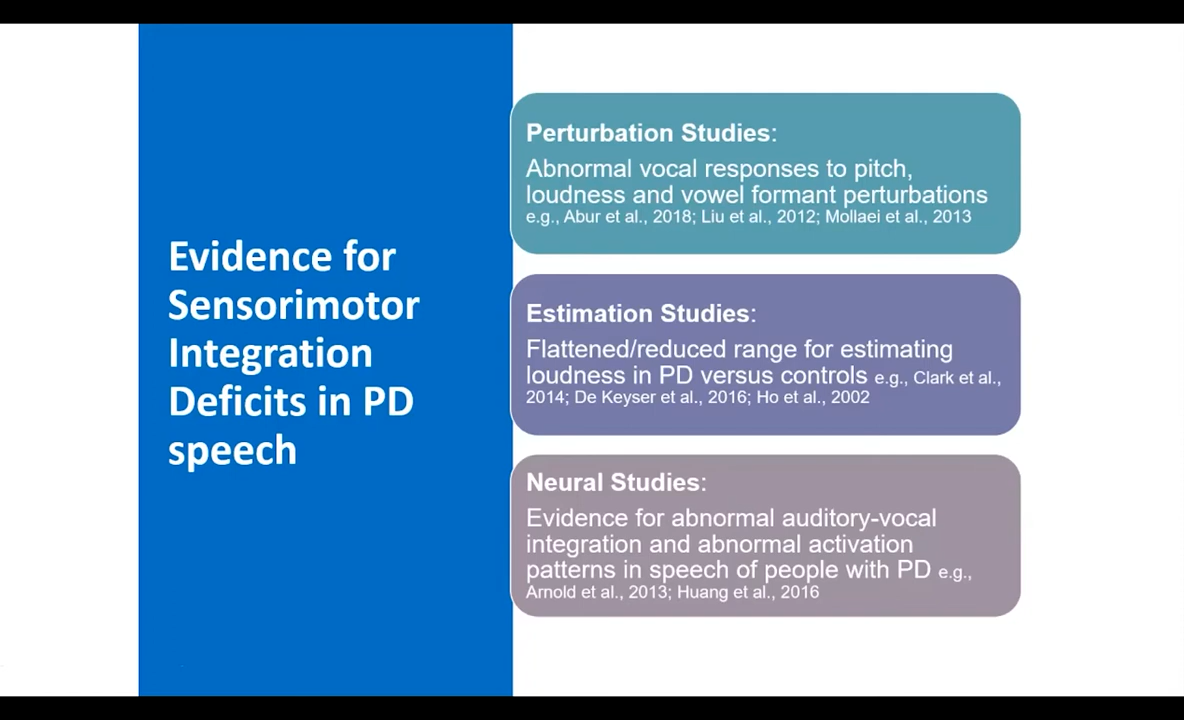 Evidence for
Sensorimotor
Integration
Deficits in PD
speech
Perturbation Studies:
Abnormal vocal responses to pitch,
loudness and vowel formant perturbations
e.g., Abur et al., 2018; Liu et al., 2012; Mollaei et al., 2013
Estimation Studies:
Flattened/reduced range for estimating
loudness in PD versus controls e.g., Clark et al.,
2014; De Keyser et al., 2016; Ho et al., 2002
Neural Studies:
Evidence for abnormal auditory-vocal
integration and abnormal activation
patterns in speech of people with PD e.g.,
Arnold et al., 2013; Huang et al., 2016